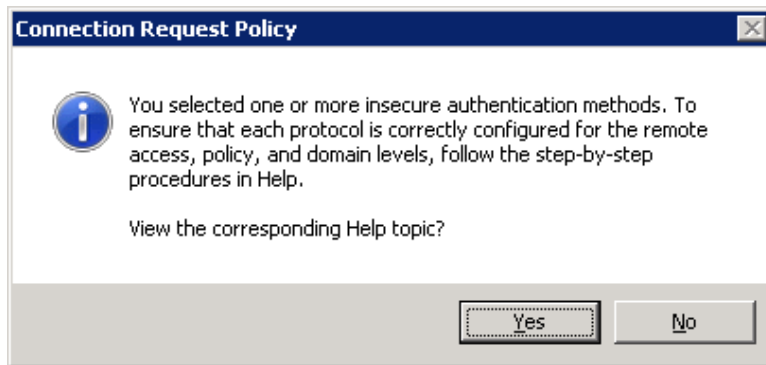 Connection Request Policy
You selected one or more insecure authentication methods. To
ensure that each protocol is correctly configured for the remote
access, policy, and domain levels, follow the step-by-step
procedures in Help.
View the corresponding Help topic?
Yes
No